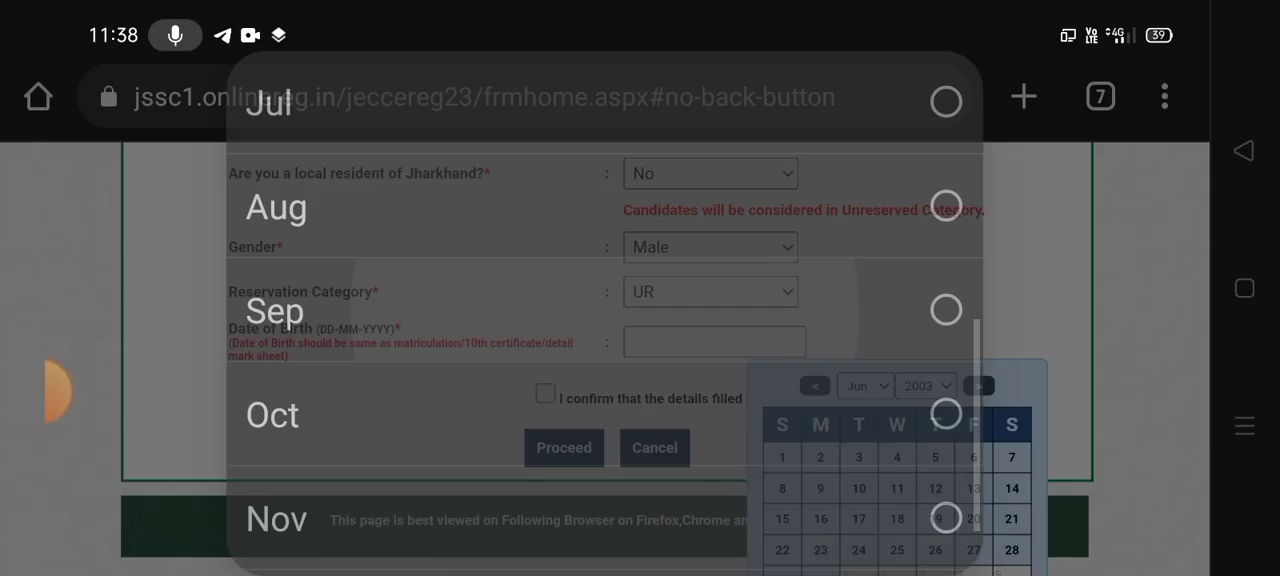 11:38 Vo LTE 4G 39
jssc1.onlinereg.in/jeccereg23/frmhome.aspx#no-back-button 7
Jul
Are you a local resident of Jharkhand?* : No
Aug
Candidates will be considered in Unreserved Category.
Gender* : Male
Reservation Category* : UR
Sep
Date of Birth (DD-MM-YYYY)*
(Date of Birth should be same as matriculation/10th certificate/detail :
mark sheet)
I confirm that the details filled
< Jun 2003 >
Oct
S M T W T F S
Proceed Cancel
1 2 3 4 5 6 7
8 9 10 11 12 13 14
Nov
This page is best viewed on Following Browser on Firefox,Chrome
15 16 17 18 19 20 21
22 23 24 25 26 27 28